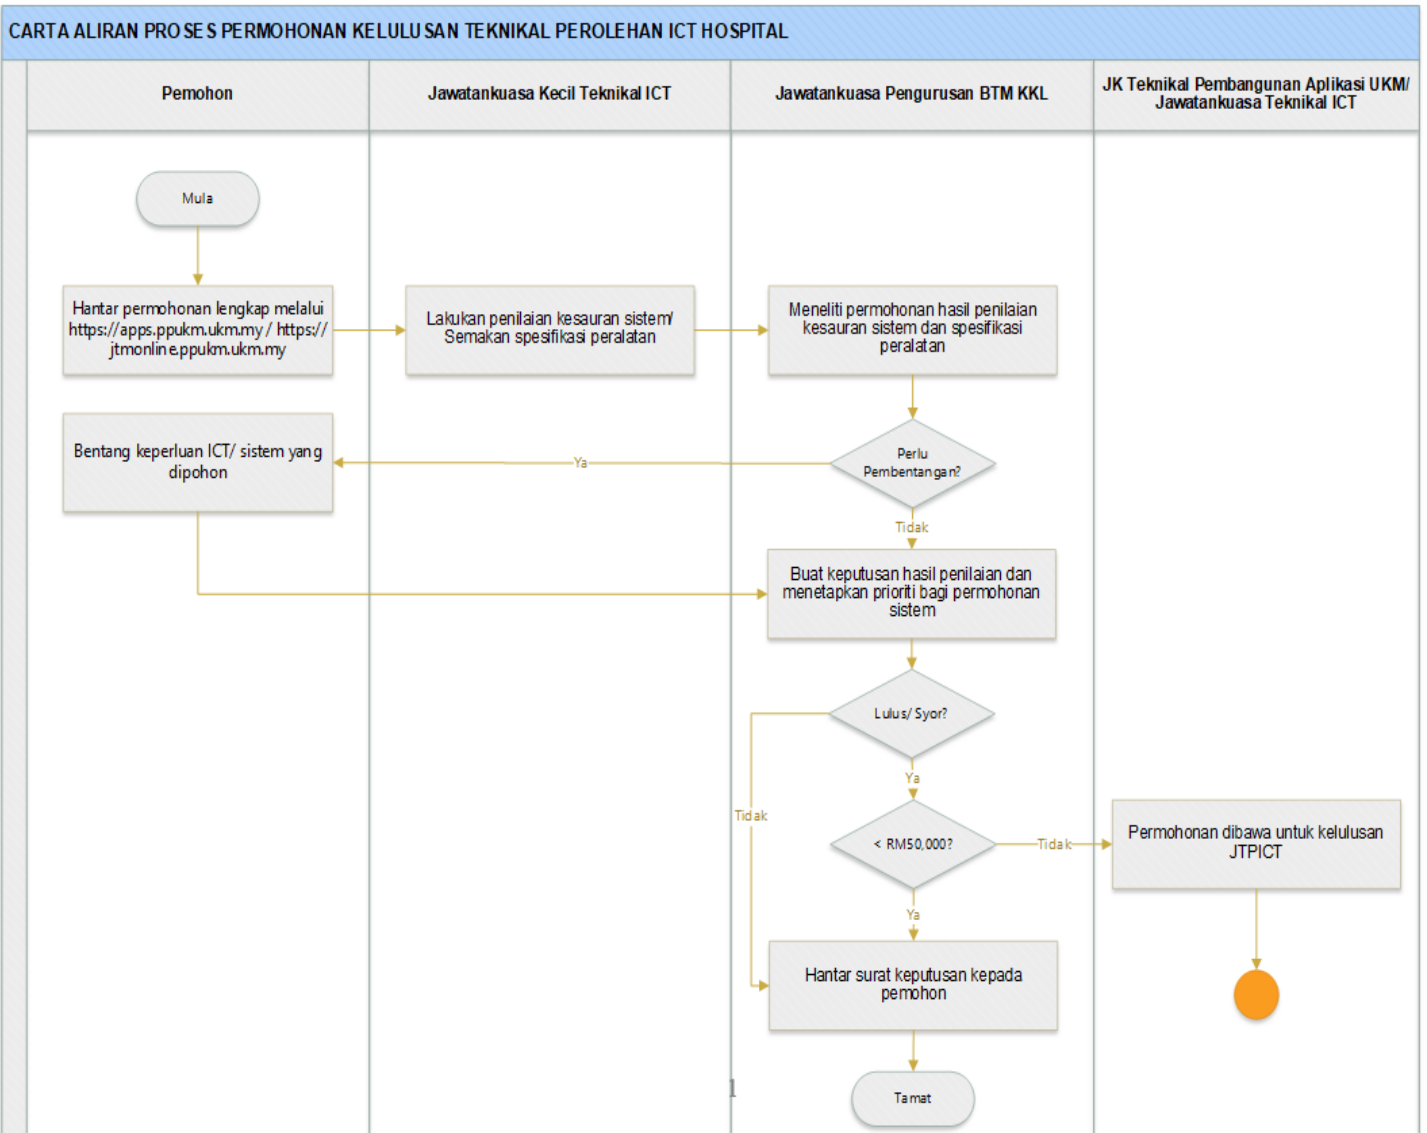 CARTA ALIRAN PROSES PERMOHONAN KELULUSAN TEKNIKAL PEROLEHAN ICT HOSPITAL
Pemohon
Jawatankuasa Kecil Teknikal ICT
Jawatankuasa Pengurusan BTM KKL
JK Teknikal Pembangunan Aplikasi UKM/
Jawatankuasa Teknikal ICT
Mula
Hantar permohonan lengkap melalui
https://apps.ppukm.ukm.my / https://
jtmonline.ppukm.ukm.my
Lakukan penilaian kesauran sistem/
Semakan spesifikasi peralatan
Meneliti permohonan hasil penilaian
kesauran sistem dan spesifikasi
peralatan
Bentang keperluan ICT/ sistem yang
dipohon
Ya
Perlu
Pembentangan?
Tidak
Buat keputusan hasil penilaian dan
menetapkan prioriti bagi permohonan
sistem
Lulus/ Syor?
Ya
Tidak
< RM50,000?
Tidak
Permohonan dibawa untuk kelulusan
JTPICT
Ya
Hantar surat keputusan kepada
pemohon
1
Tamat